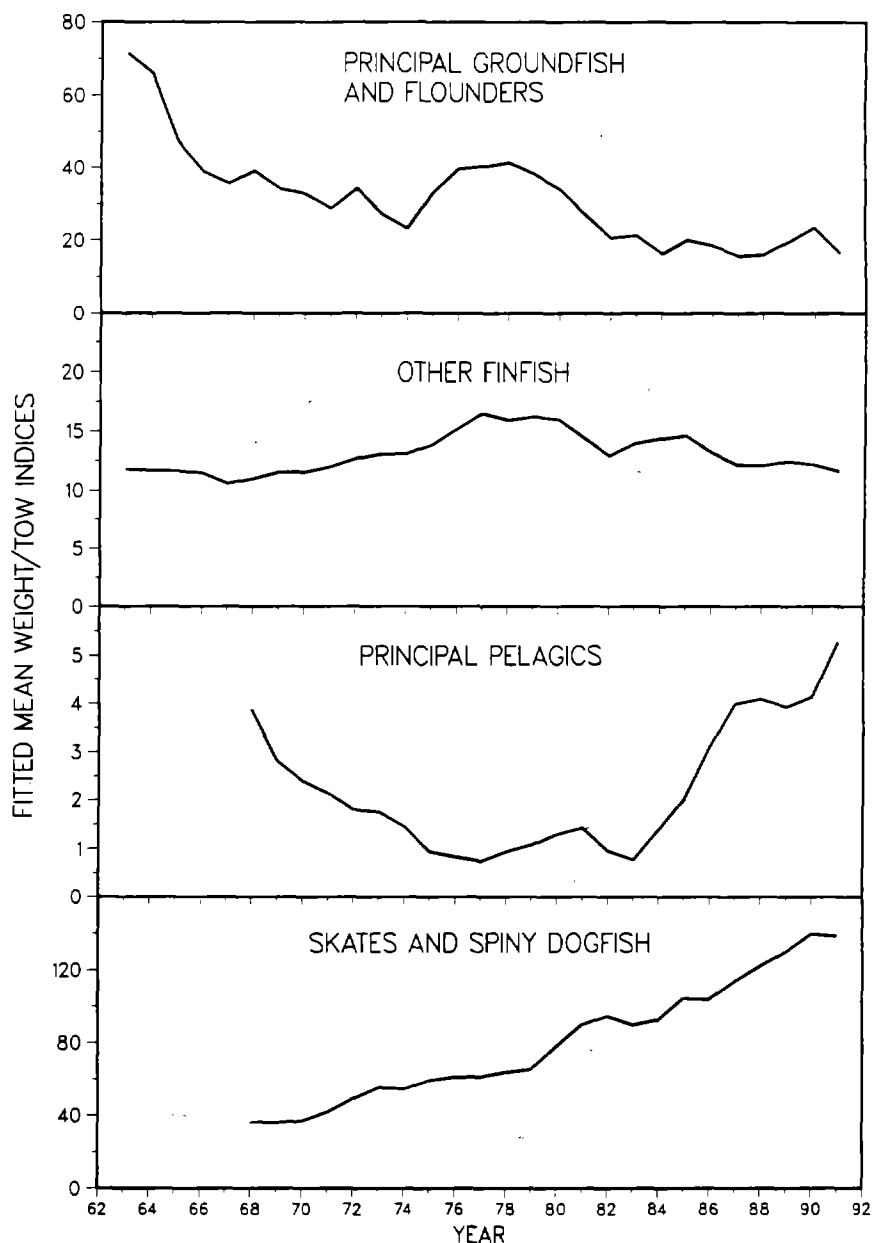 FITTED MEAN WEIGHT/TOW INDICES
PRINCIPAL GROUNDFISH
AND FLOUNDERS
80
60
40
20
0
OTHER FINFISH
20
15
10
5
0
PRINCIPAL PELAGICS
5
4
3
2
1
0
SKATES AND SPINY DOGFISH
120
80
40
0
62 64 66 68 70 72 74 76 78 80 82 84 86 88 90 92
YEAR